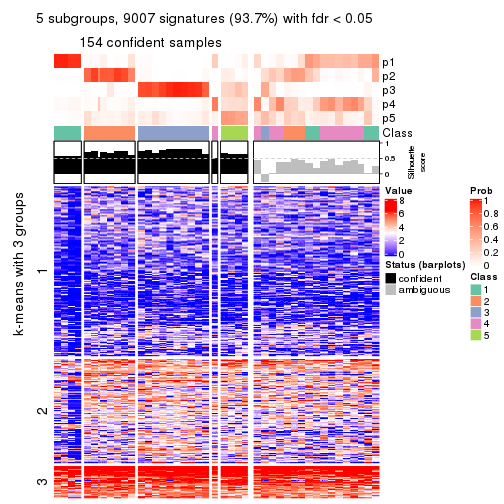 5 subgroups, 9007 signatures (93.7%) with fdr < 0.05
154 confident samples
p1
p2
p3
p4
p5
Class
1
0.5
0
Silhouette
score
k-means with 3 groups
1
2
3
Value
8
6
4
2
0
Status (barplots)
confident
ambiguous
Prob
1
0.8
0.6
0.4
0.2
0
Class
1
2
3
4
5